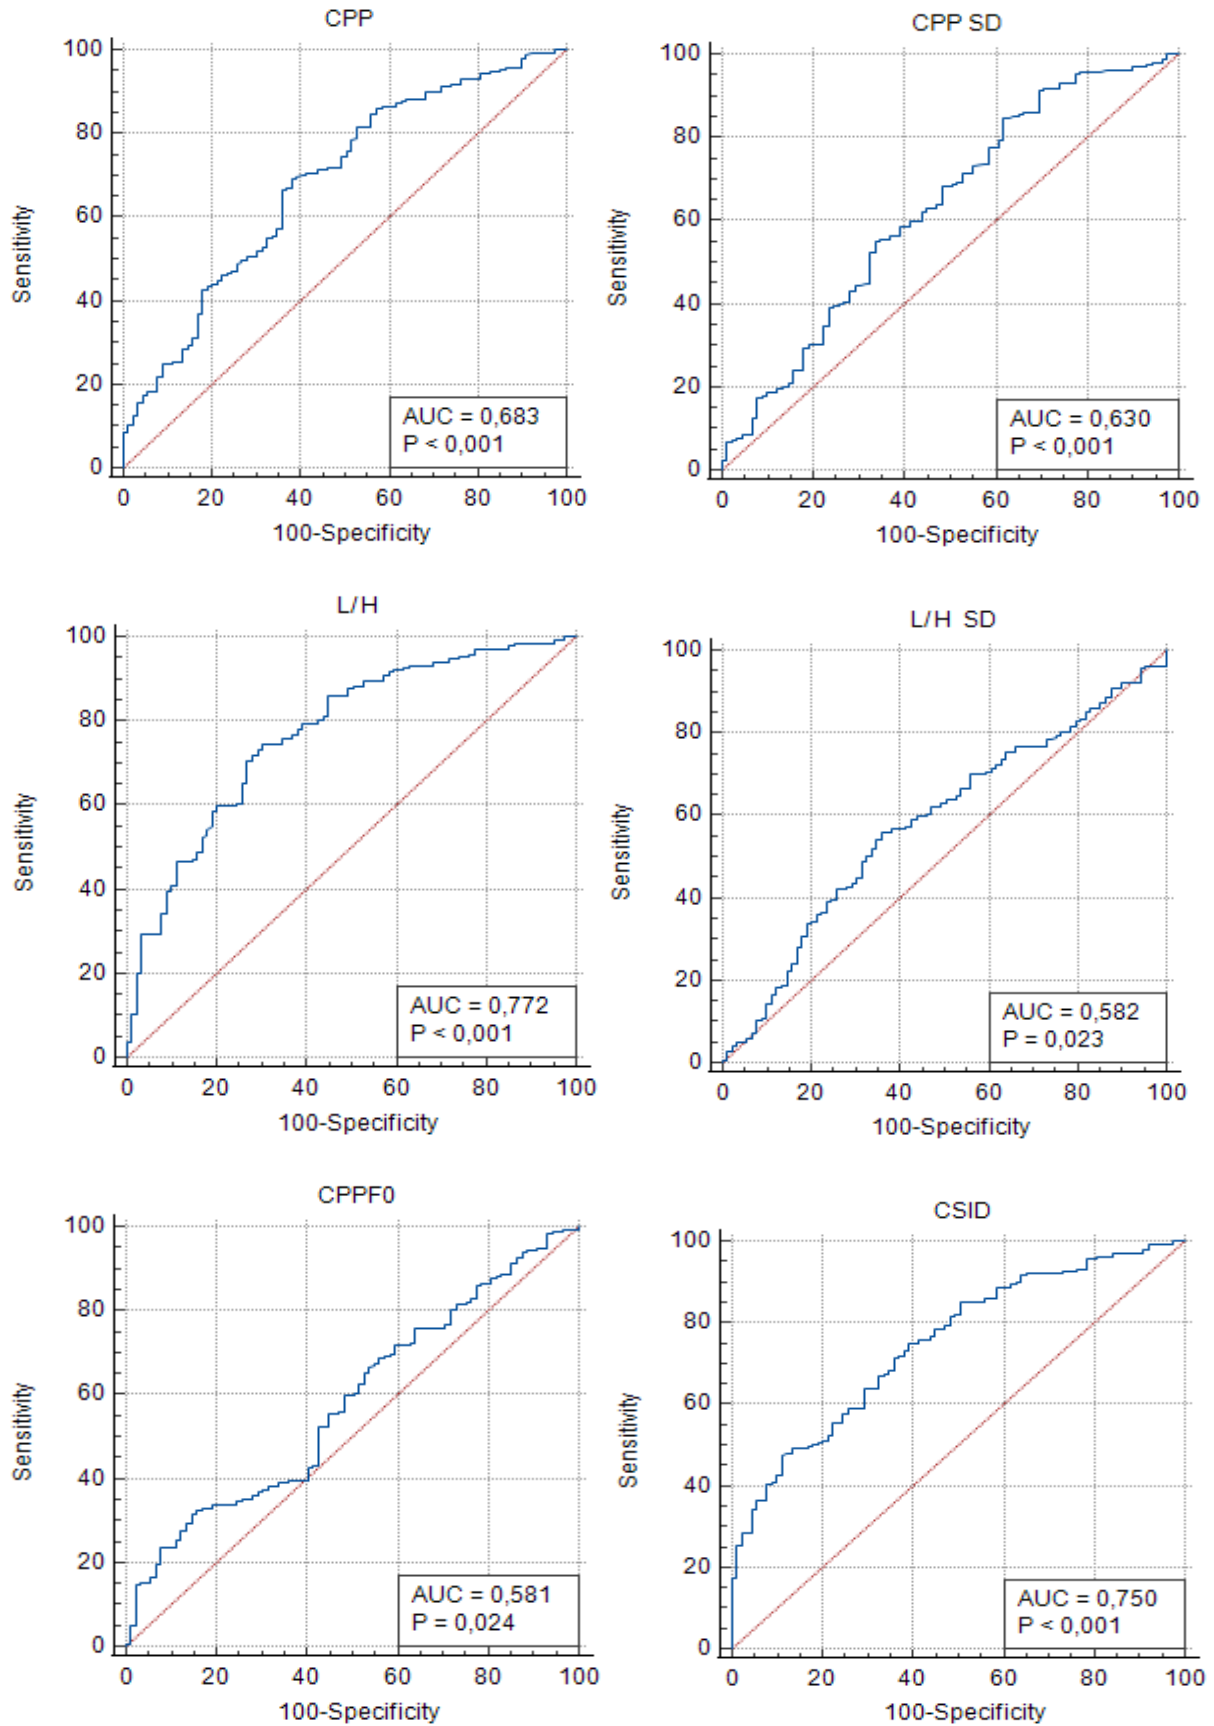 CPP
100
80
60
40
20
0
Sensitivity
AUC = 0,683
P < 0,001
0 20 40 60 80 100
100-Specificity
CPP SD
100
80
60
40
20
0
Sensitivity
AUC = 0,630
P < 0,001
0 20 40 60 80 100
100-Specificity
L/H
100
80
60
40
20
0
Sensitivity
AUC = 0,772
P < 0,001
0 20 40 60 80 100
100-Specificity
L/H SD
100
80
60
40
20
0
Sensitivity
AUC = 0,582
P = 0,023
0 20 40 60 80 100
100-Specificity
CPPF0
100
80
60
40
20
0
Sensitivity
AUC = 0,581
P = 0,024
0 20 40 60 80 100
100-Specificity
CSID
100
80
60
40
20
0
Sensitivity
AUC = 0,750
P < 0,001
0 20 40 60 80 100
100-Specificity